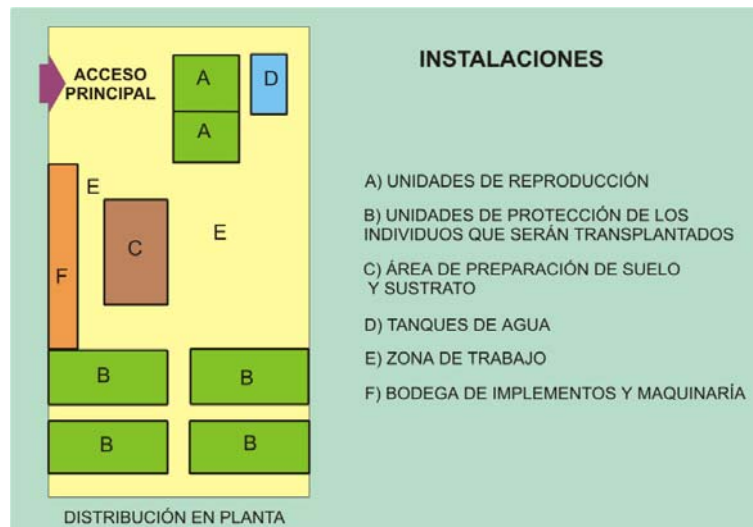 INSTALACIONES
ACCESO
PRINCIPAL
A
D
A
E
C
E
F
B
B
B
B
DISTRIBUCIÓN EN PLANTA
A) UNIDADES DE REPRODUCCIÓN
B) UNIDADES DE PROTECCIÓN DE LOS
INDIVIDUOS QUE SERÁN TRANSPLANTADOS
C) ÁREA DE PREPARACIÓN DE SUELO
Y SUSTRATO
D) TANQUES DE AGUA
E) ZONA DE TRABAJO
F) BODEGA DE IMPLEMENTOS Y MAQUINARÍA